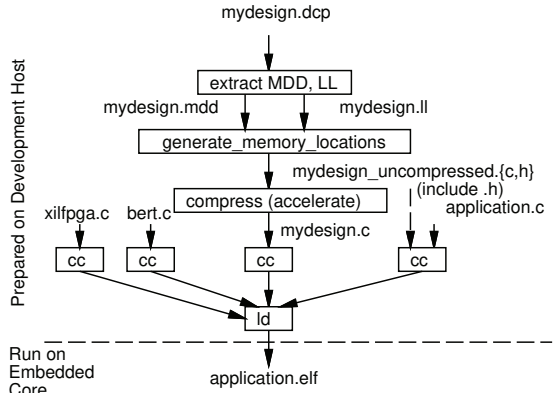 mydesign.dcp
extract MDD, LL
mydesign.mdd
mydesign.ll
generate_memory_locations
mydesign_uncompressed.{c,h}
(include .h)
compress (accelerate)
application.c
xilfpga.c
bert.c
mydesign.c
cc
cc
cc
cc
ld
Prepared on Development Host
Run on
Embedded
Core
application.elf